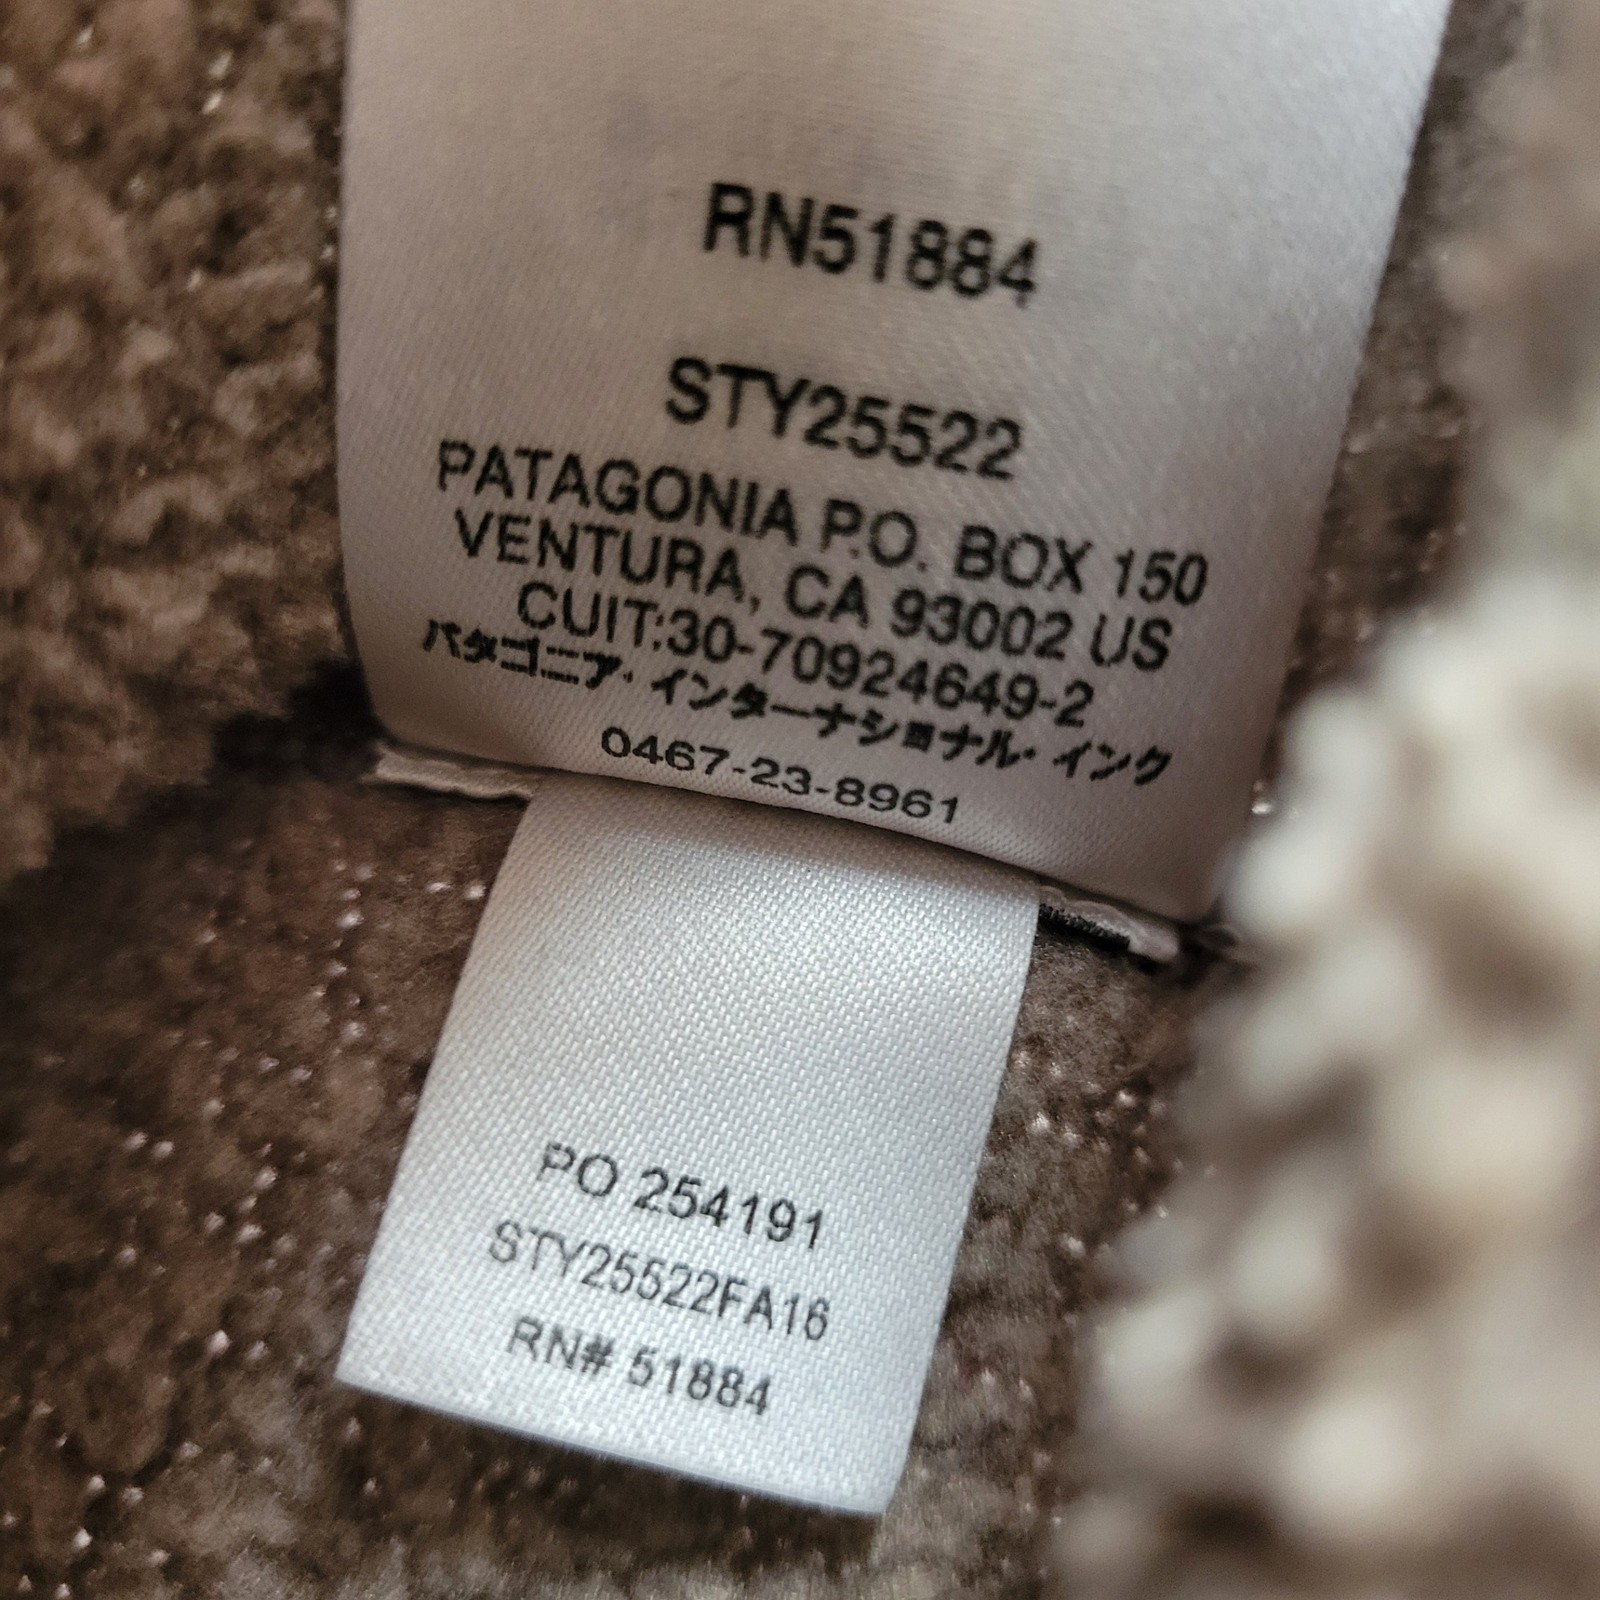 RN51884
STY25522
PATAGONIA P.O. BOX 150
VENTURA, CA 93002 US
CUIT:30-70924649-2
パタゴニア・インターナショナル・インク
0467-23-8961
PO 254191
STY25522FA16
RN# 51884